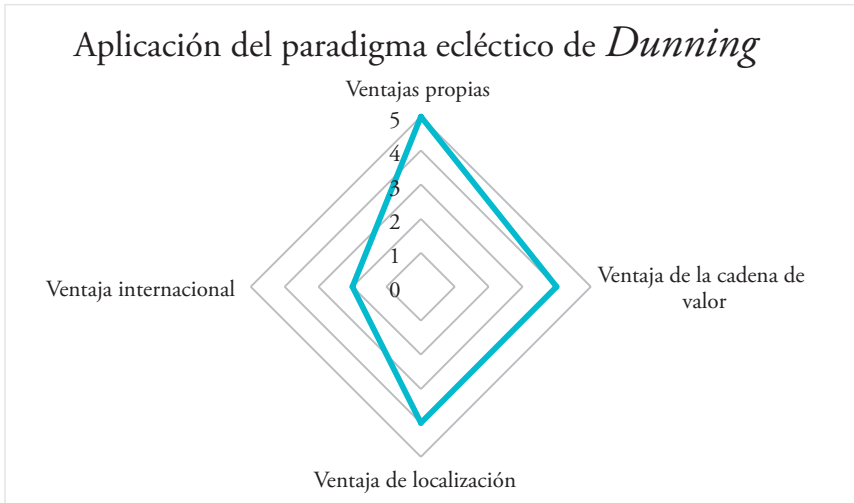 Aplicación del paradigma ecléctico de Dunning
Ventajas propias
5
4
3
2
1
0
Ventaja internacional
Ventaja de la cadena de
valor
Ventaja de localización